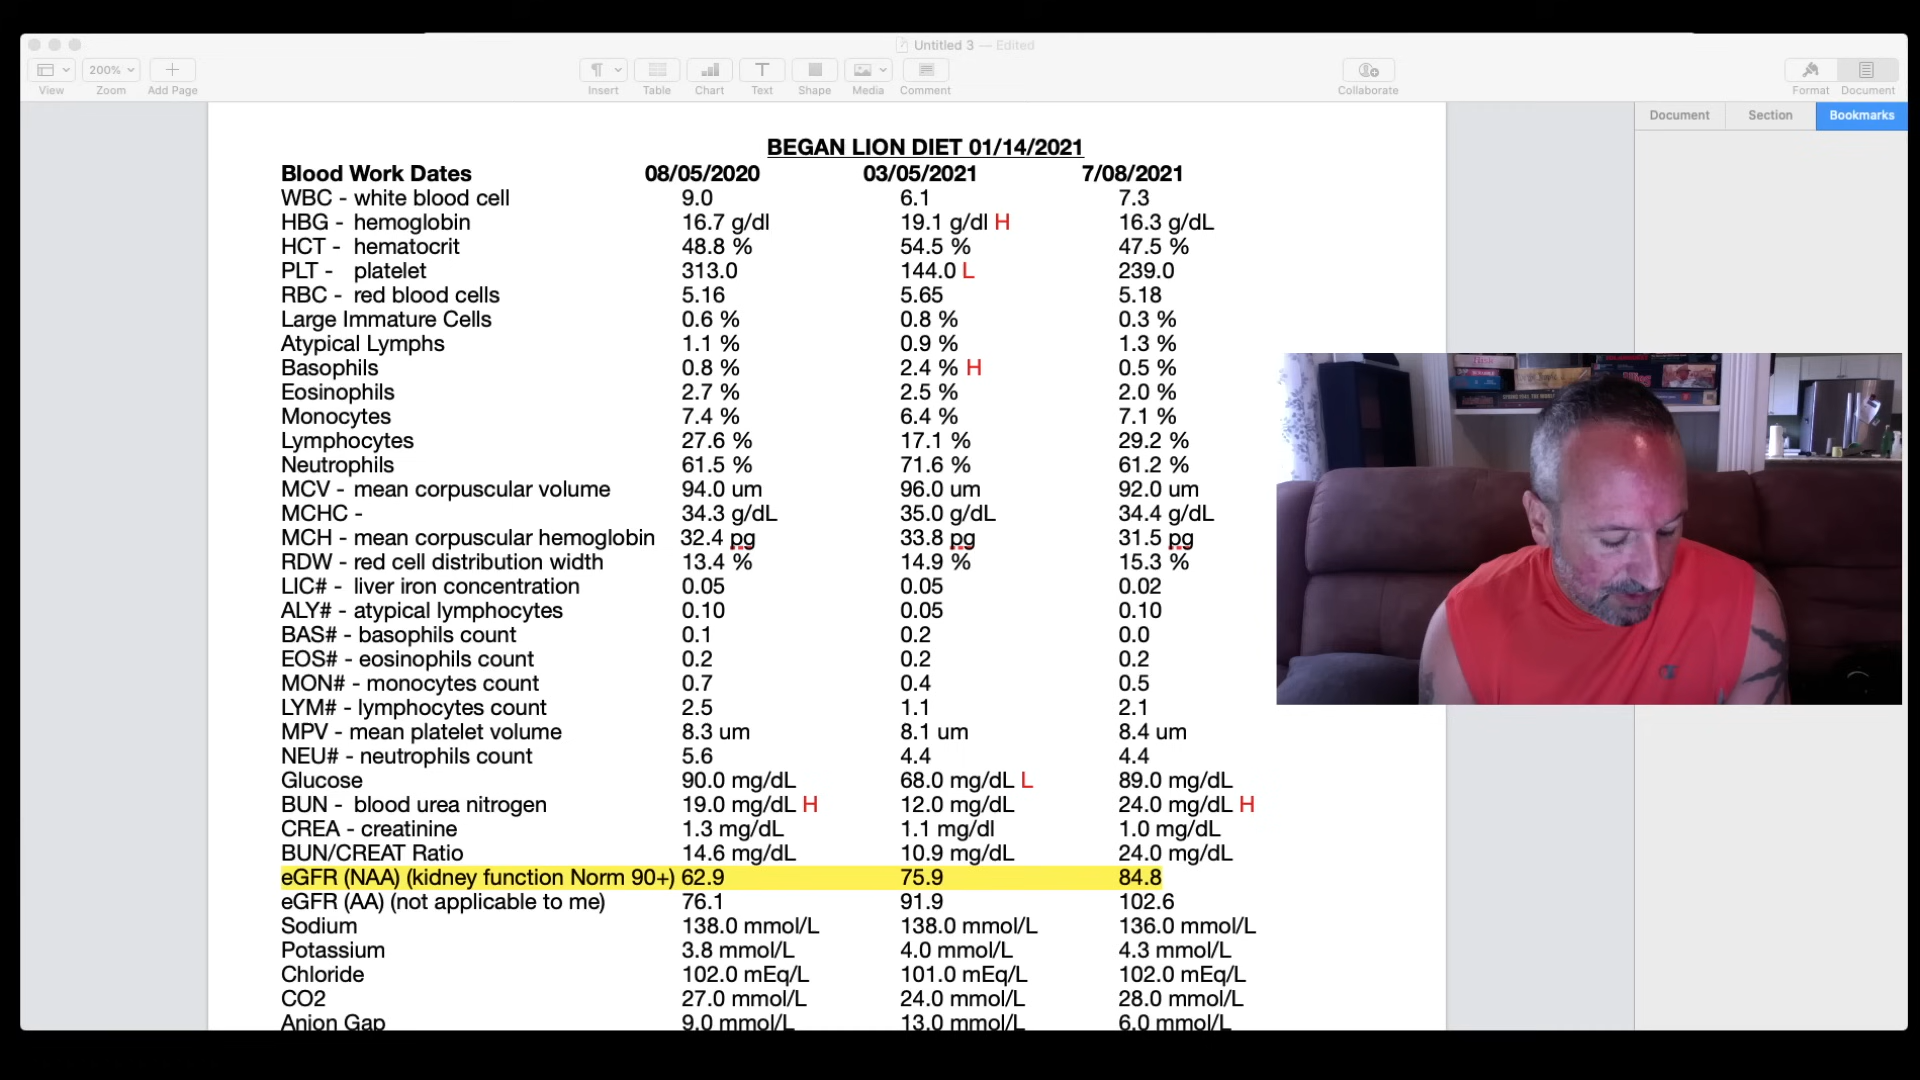 Untitled 3 — Edited
200%
View Zoom Add Page Insert Table Chart Text Shape Media Comment Collaborate Format Document
Document Section Bookmarks
BEGAN LION DIET 01/14/2021
Blood Work Dates 08/05/2020 03/05/2021 7/08/2021
WBC - white blood cell 9.0 6.1 7.3
HBG - hemoglobin 16.7 g/dl 19.1 g/dl H 16.3 g/dL
HCT - hematocrit 48.8 % 54.5 % 47.5 %
PLT - platelet 313.0 144.0 L 239.0
RBC - red blood cells 5.16 5.65 5.18
Large Immature Cells 0.6 % 0.8 % 0.3 %
Atypical Lymphs 1.1 % 0.9 % 1.3 %
Basophils 0.8 % 2.4 % H 0.5 %
Eosinophils 2.7 % 2.5 % 2.0 %
Monocytes 7.4 % 6.4 % 7.1 %
Lymphocytes 27.6 % 17.1 % 29.2 %
Neutrophils 61.5 % 71.6 % 61.2 %
MCV - mean corpuscular volume 94.0 um 96.0 um 92.0 um
MCHC - 34.3 g/dL 35.0 g/dL 34.4 g/dL
MCH - mean corpuscular hemoglobin 32.4 pg 33.8 pg 31.5 pg
RDW - red cell distribution width 13.4 % 14.9 % 15.3 %
LIC# - liver iron concentration 0.05 0.05 0.02
ALY# - atypical lymphocytes 0.10 0.05 0.10
BAS# - basophils count 0.1 0.2 0.0
EOS# - eosinophils count 0.2 0.2 0.2
MON# - monocytes count 0.7 0.4 0.5
LYM# - lymphocytes count 2.5 1.1 2.1
MPV - mean platelet volume 8.3 um 8.1 um 8.4 um
NEU# - neutrophils count 5.6 4.4 4.4
Glucose 90.0 mg/dL 68.0 mg/dL L 89.0 mg/dL
BUN - blood urea nitrogen 19.0 mg/dL H 12.0 mg/dL 24.0 mg/dL H
CREA - creatinine 1.3 mg/dL 1.1 mg/dl 1.0 mg/dL
BUN/CREAT Ratio 14.6 mg/dL 10.9 mg/dL 24.0 mg/dL
eGFR (NAA) (kidney function Norm 90+) 62.9 75.9 84.8
eGFR (AA) (not applicable to me) 76.1 91.9 102.6
Sodium 138.0 mmol/L 138.0 mmol/L 136.0 mmol/L
Potassium 3.8 mmol/L 4.0 mmol/L 4.3 mmol/L
Chloride 102.0 mEq/L 101.0 mEq/L 102.0 mEq/L
CO2 27.0 mmol/L 24.0 mmol/L 28.0 mmol/L
Anion Gap 9.0 mmol/L 13.0 mmol/L 6.0 mmol/L